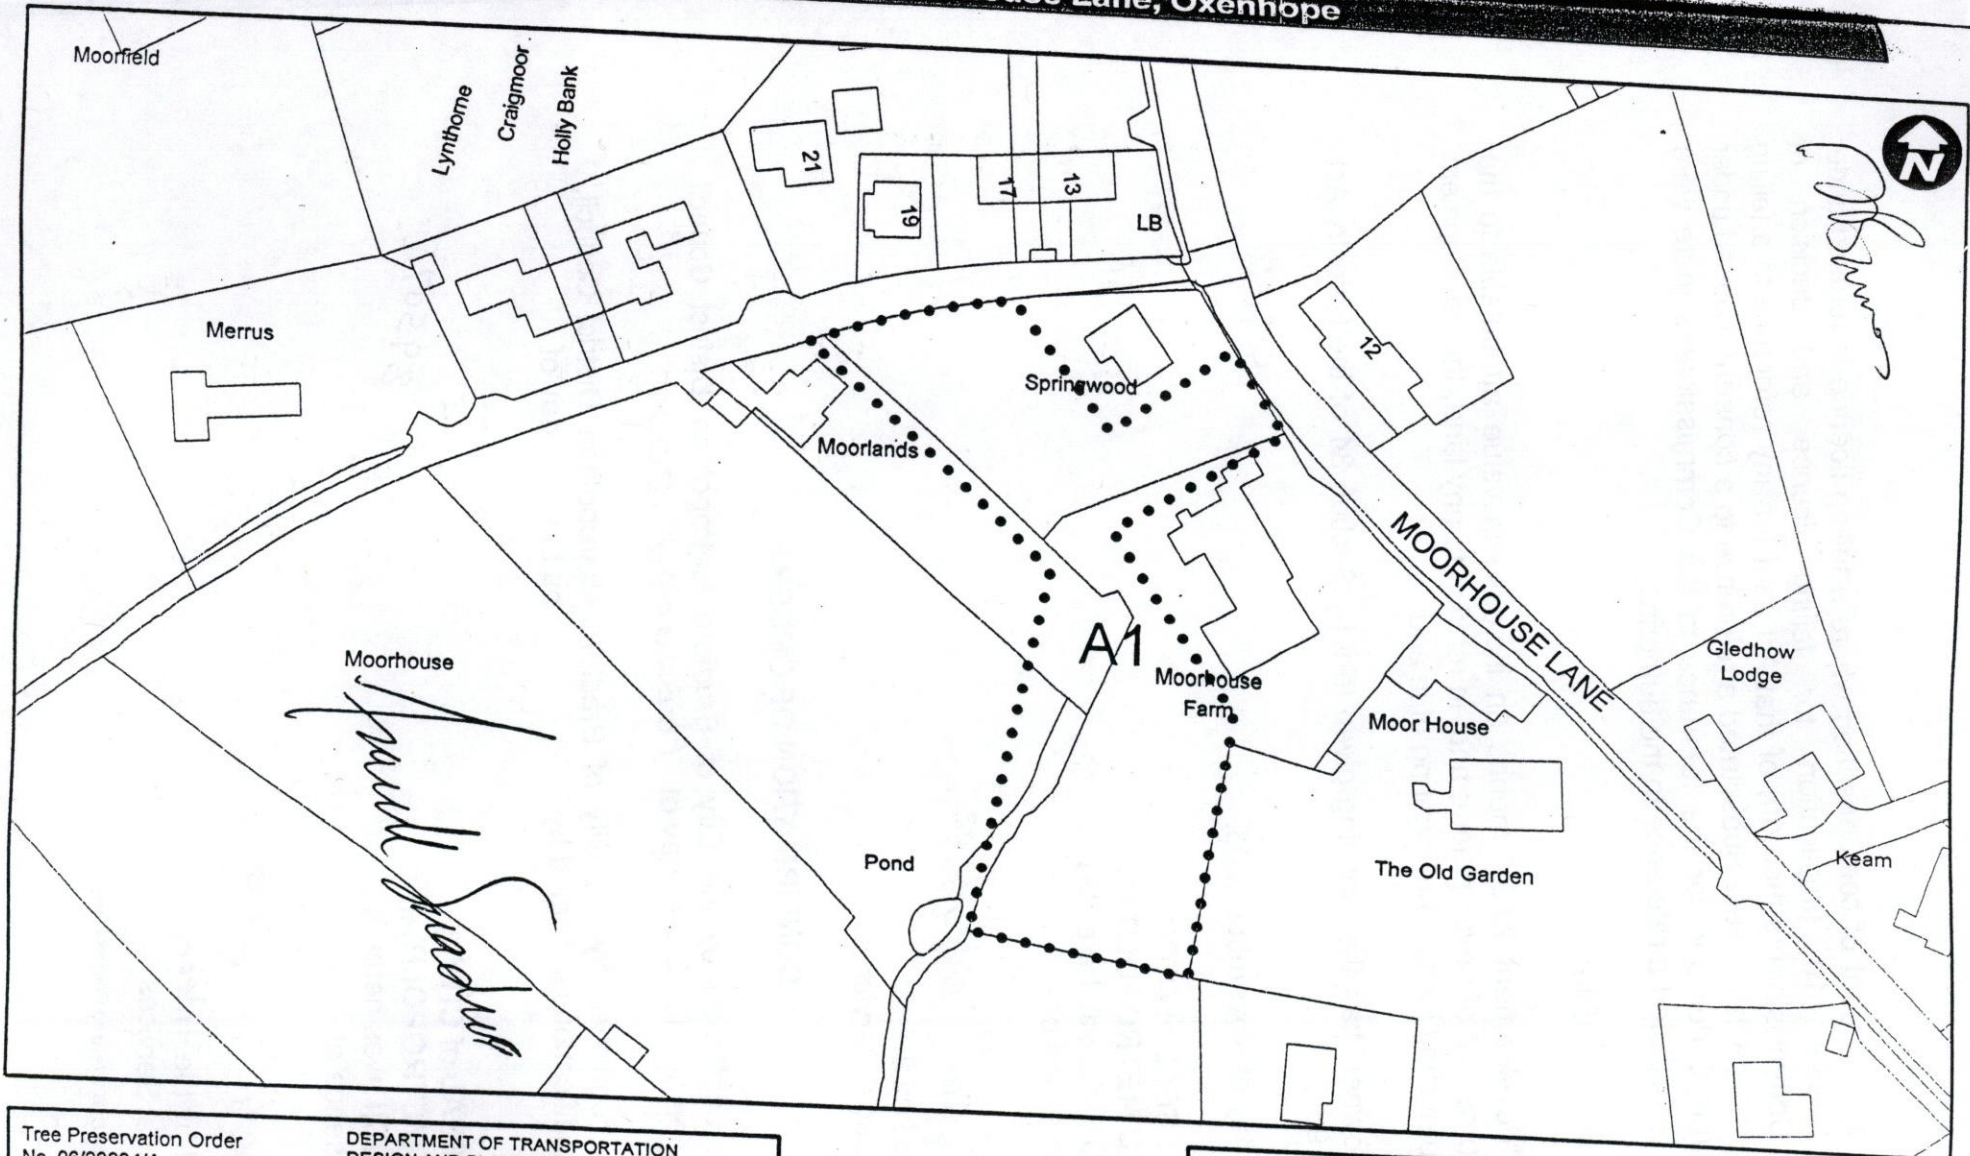 Lane, Oxenhope
Moorfield
Lynthorne
Craigmoor
Holly Bank
21
19
17
13
LB
N
Merrus
12
Springwood
Moorlands
MOORHOUSE LANE
A1
Moorhouse
Moorhouse
Farm
Gledhow
Lodge
Moor House
Pond
The Old Garden
Keam
Tree Preservation Order
DEPARTMENT OF TRANSPORTATION